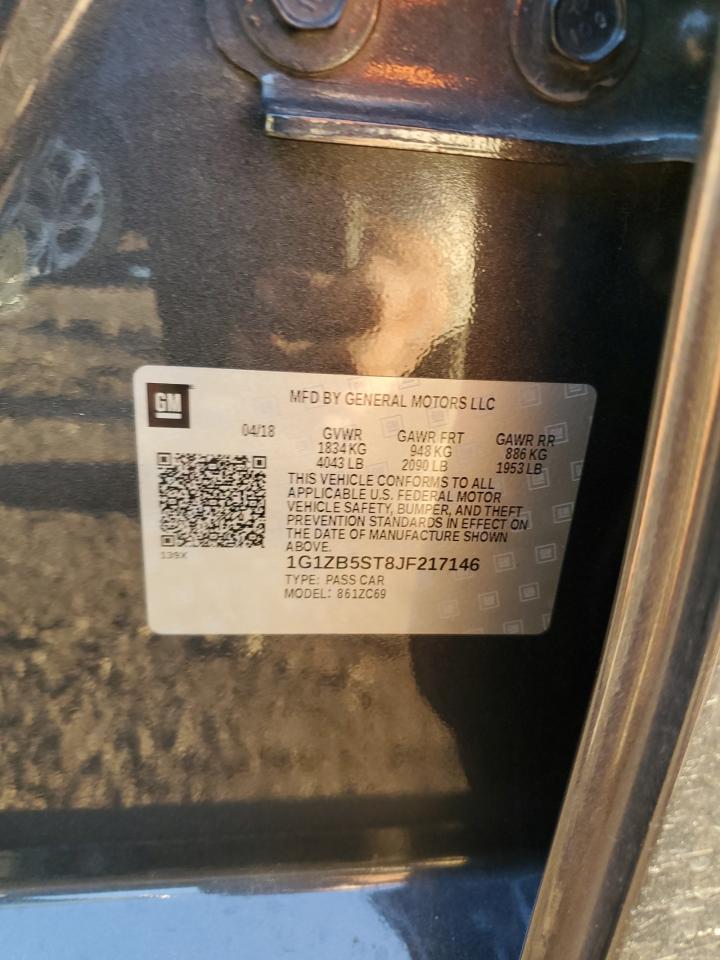 GM
MFD BY GENERAL MOTORS LLC
04/18
GVWR GAWR FRT GAWR RR
1834 KG 948 KG 886 KG
4043 LB 2090 LB 1953 LB
THIS VEHICLE CONFORMS TO ALL
APPLICABLE U.S. FEDERAL MOTOR
VEHICLE SAFETY, BUMPER, AND THEFT
PREVENTION STANDARDS IN EFFECT ON
THE DATE OF MANUFACTURE SHOWN
ABOVE.
139X
1G1ZB5ST8JF217146
TYPE: PASS CAR
MODEL: 861ZC69